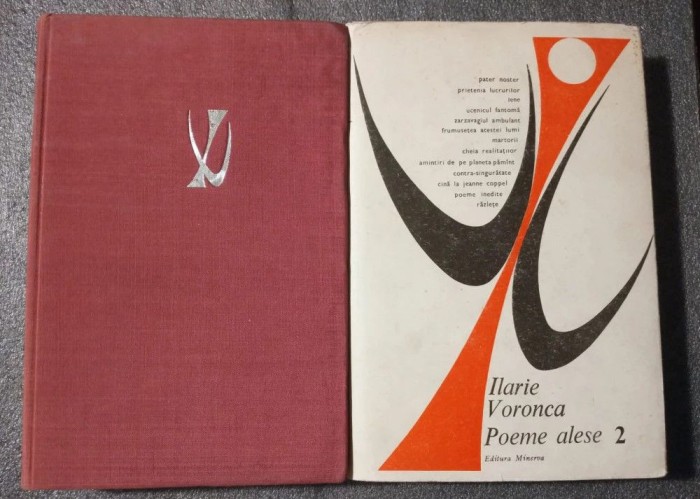 pater noster
prietenia lucrurilor
iene
ucenicul fantomă
zarzavagiul ambulant
frumusețea acestei lumi
martorii
cheia realităților
amintiri de pe planeta pămînt
contra-singurătate
cină la jeanne coppel
poeme inedite
răzlețe
Ilarie
Voronca
Poeme alese 2
Editura Minerva